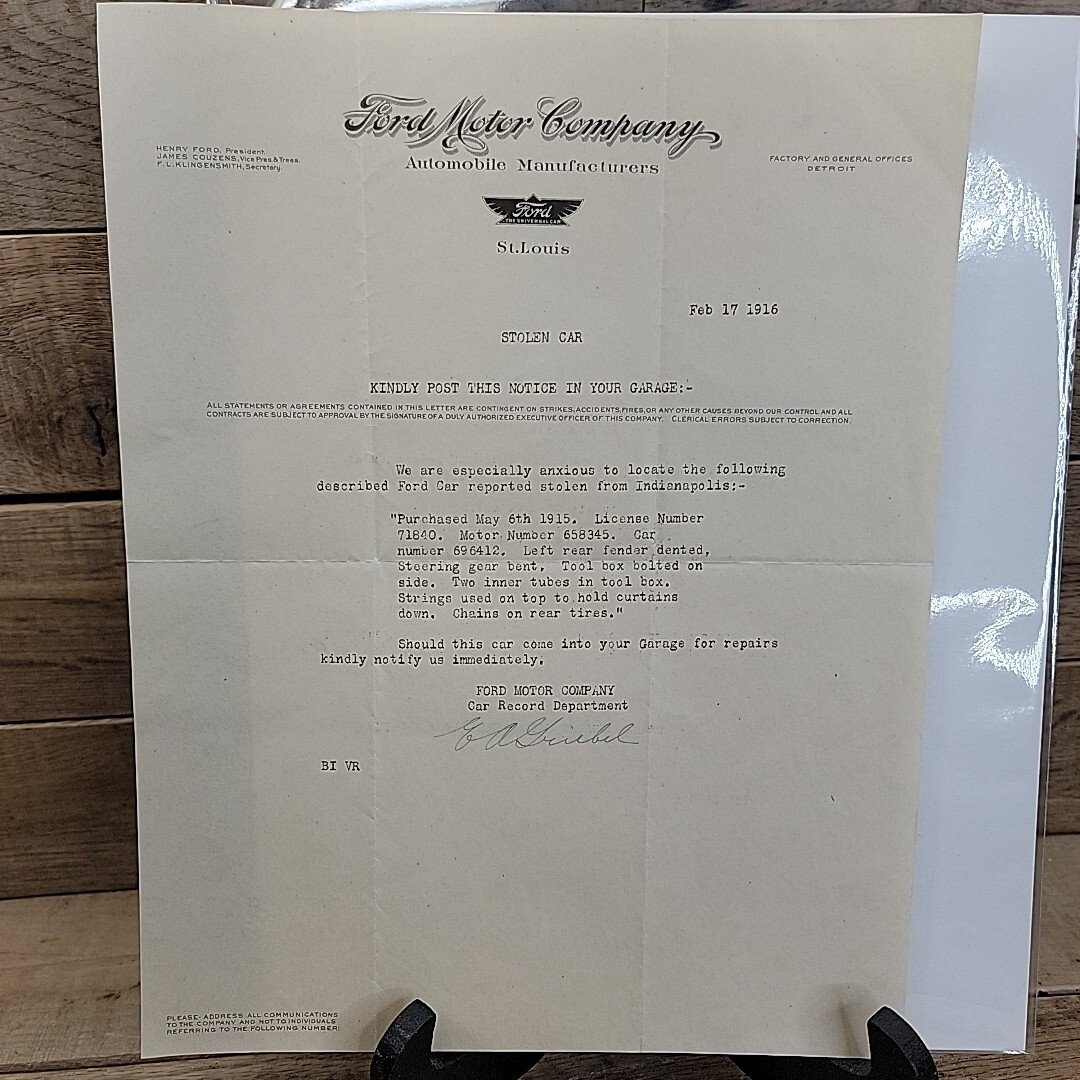 Ford Motor Company
Automobile Manufacturers
HENRY FORD, President.
JAMES COUZENS, Vice Pres. & Treas.
F. L. KLINGENSMITH, Secretary.
FACTORY AND GENERAL OFFICES
DETROIT
Ford
THE UNIVERSAL CAR
St.Louis
Feb 17 1916
STOLEN CAR
KINDLY POST THIS NOTICE IN YOUR GARAGE:-
ALL STATEMENTS OR AGREEMENTS CONTAINED IN THIS LETTER ARE CONTINGENT ON STRIKES, ACCIDENTS, FIRES, OR ANY OTHER CAUSES BEYOND OUR CONTROL AND ALL
CONTRACTS ARE SUBJECT TO APPROVAL BY THE SIGNATURE OF A DULY AUTHORIZED EXECUTIVE OFFICER OF THIS COMPANY. CLERICAL ERRORS SUBJECT TO CORRECTION.
We are especially anxious to locate the following
described Ford Car reported stolen from Indianapolis:-
"Purchased May 6th 1915. License Number
71840. Motor Number 658345. Car
number 696412. Left rear fender dented,
Steering gear bent, Tool box bolted on
side. Two inner tubes in tool box.
Strings used on top to hold curtains
down. Chains on rear tires."
Should this car come into your Garage for repairs
kindly notify us immediately.
FORD MOTOR COMPANY
Car Record Department
E A
BI VR
PLEASE ADDRESS ALL COMMUNICATIONS
TO THE COMPANY AND NOT TO INDIVIDUALS
REFERRING TO THE FOLLOWING NUMBER: